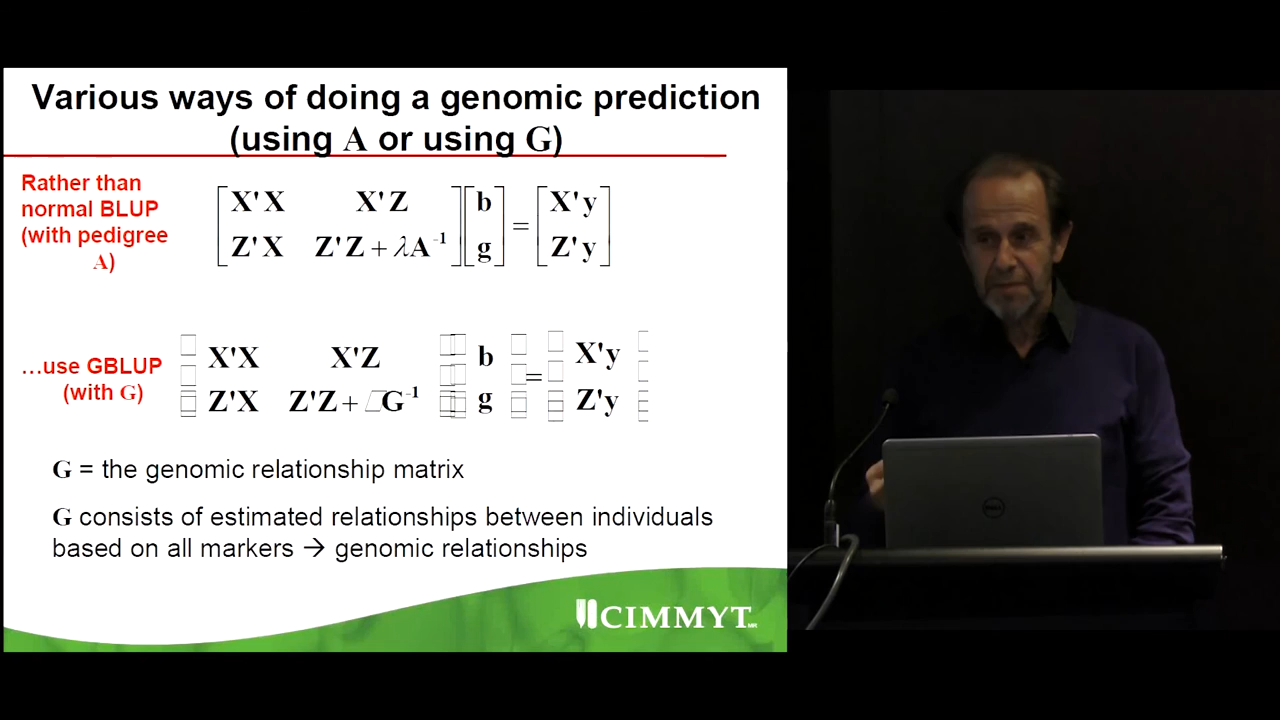 Various ways of doing a genomic prediction
(using A or using G)
Rather than
normal BLUP
(with pedigree
A)
X'X X'Z b = X'y
Z'X Z'Z + λA⁻¹ g Z'y
...use GBLUP
(with G)
X'X X'Z b = X'y
Z'X Z'Z + □G⁻¹ g Z'y
G = the genomic relationship matrix
G consists of estimated relationships between individuals
based on all markers → genomic relationships
CIMMYT